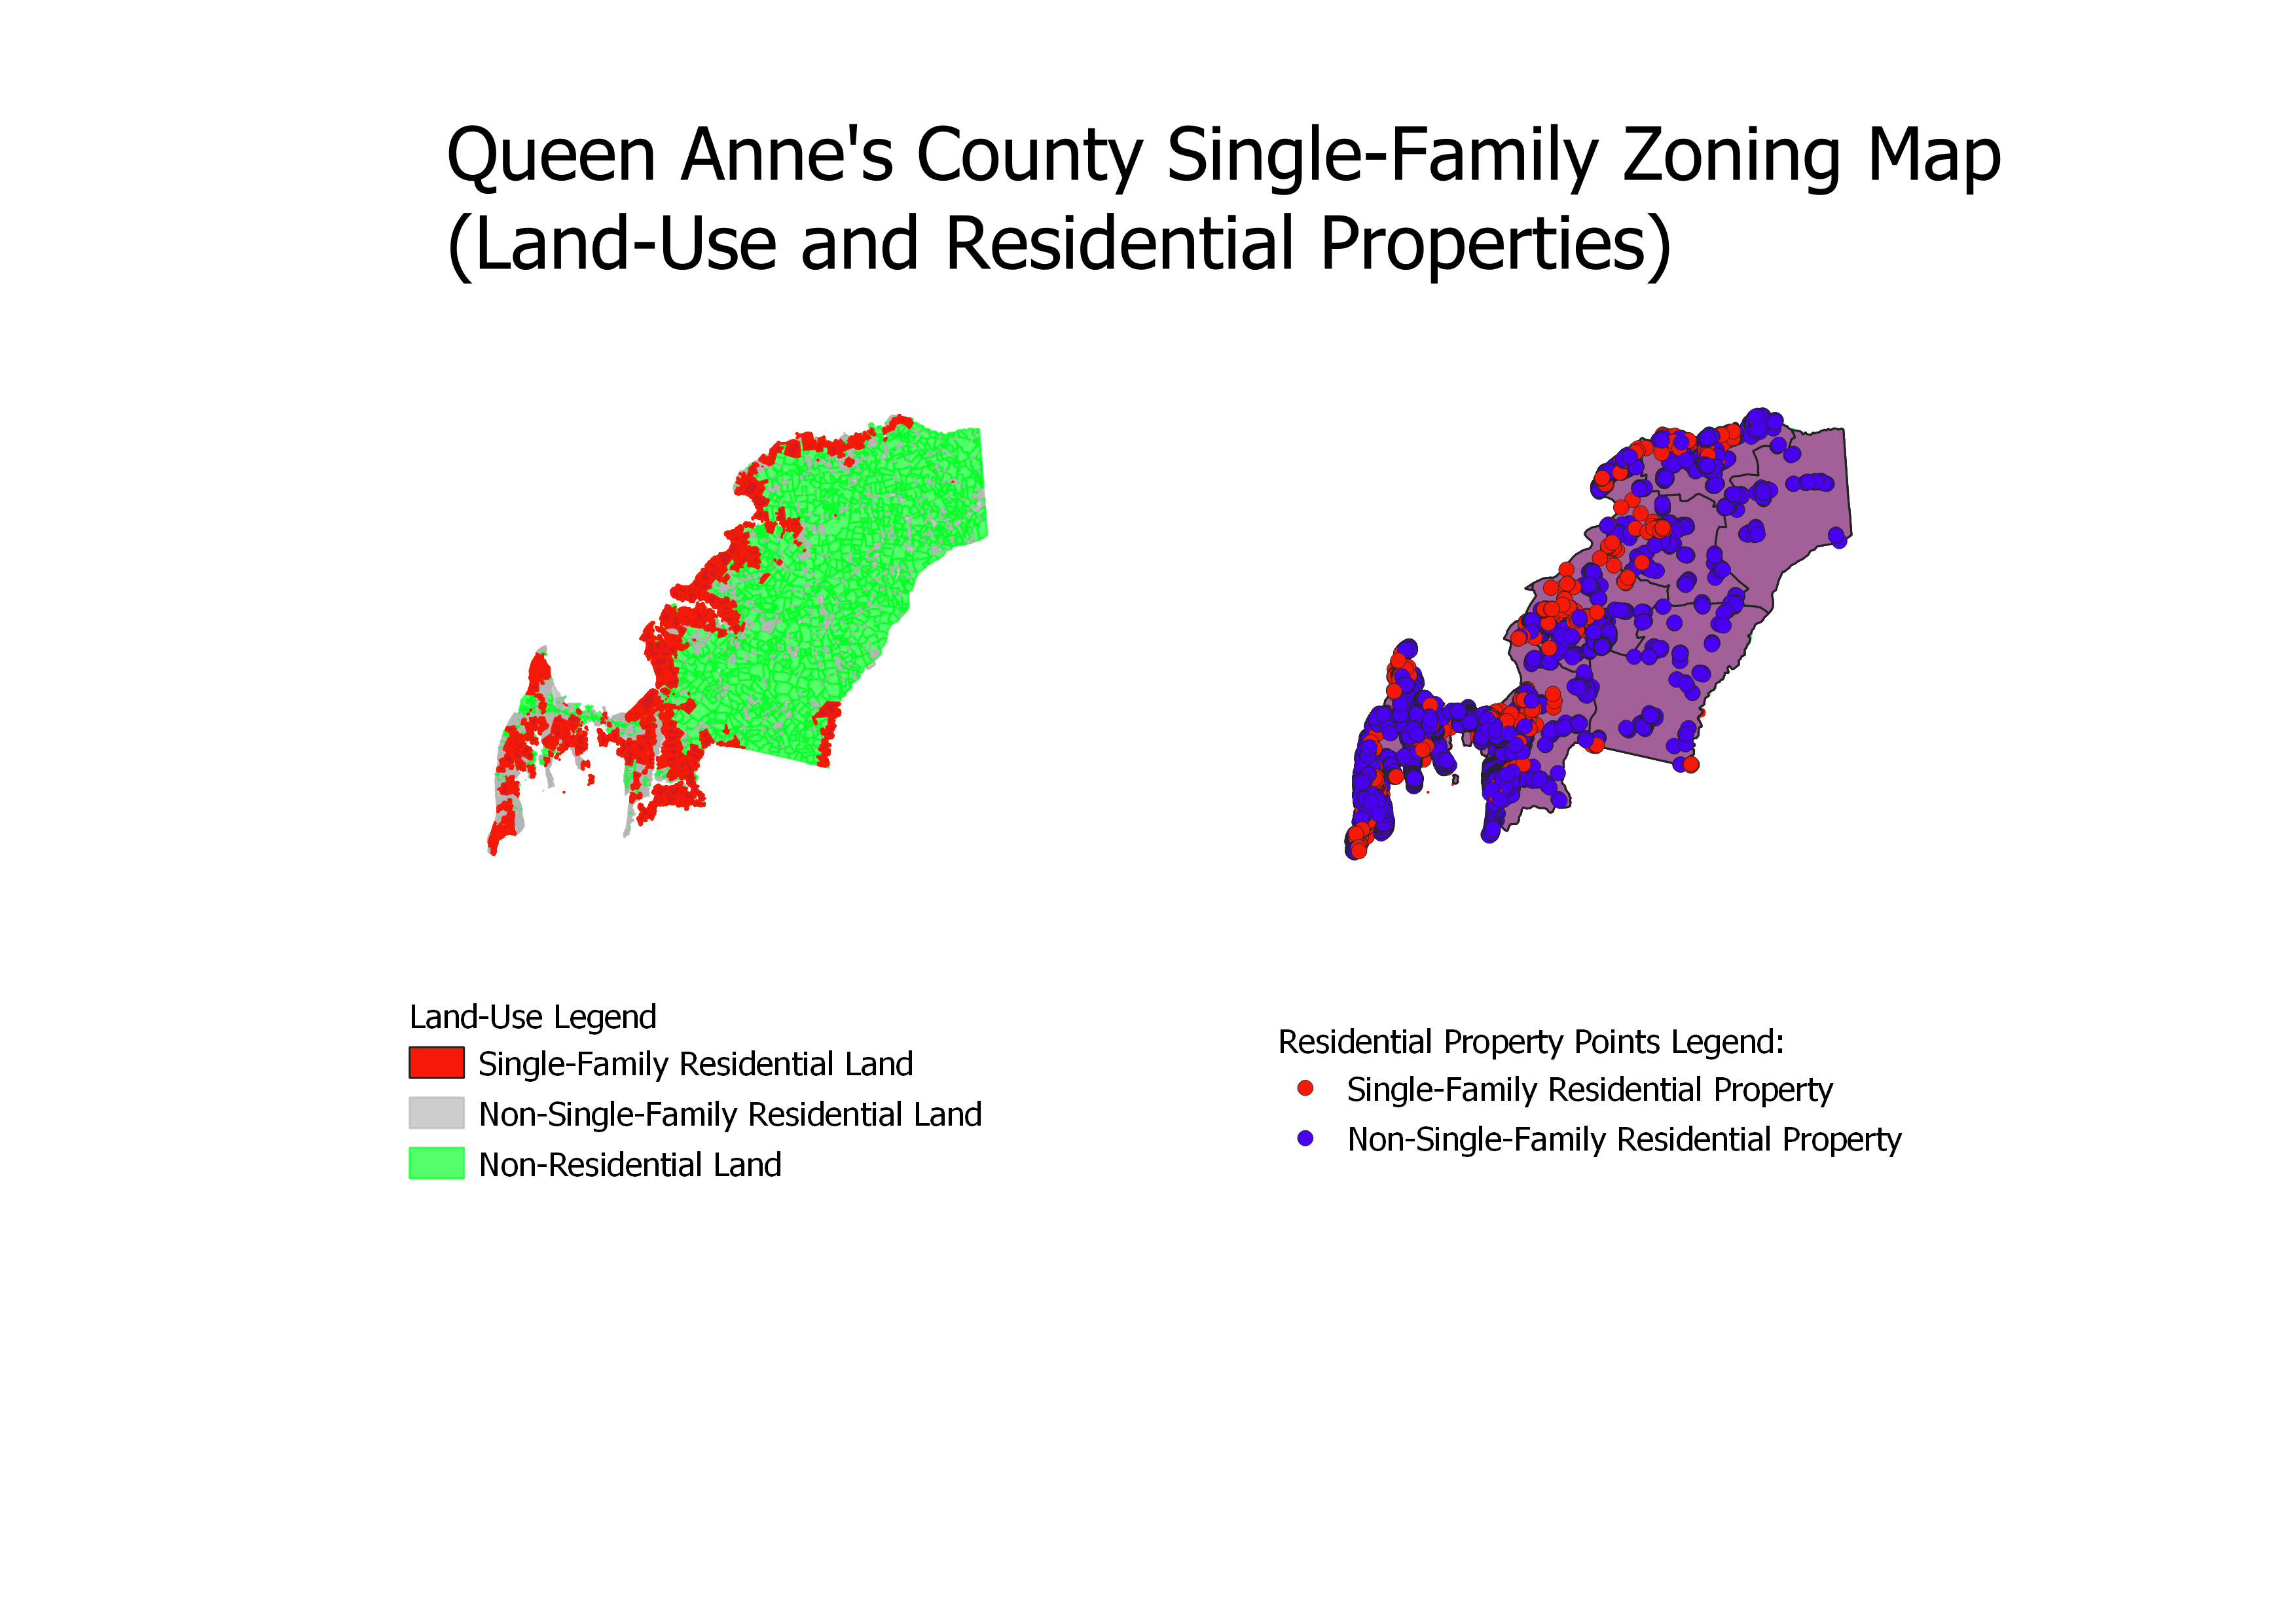 Queen Anne's County Single-Family Zoning Map
(Land-Use and Residential Properties)
Land-Use Legend
Single-Family Residential Land
Non-Single-Family Residential Land
Non-Residential Land
Residential Property Points Legend:
Single-Family Residential Property
Non-Single-Family Residential Property